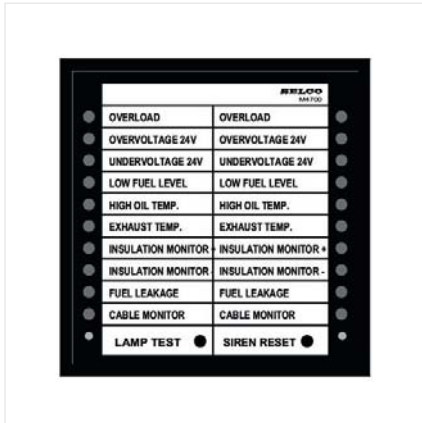 SELCO
M4700
OVERLOAD OVERLOAD
OVERVOLTAGE 24V OVERVOLTAGE 24V
UNDERVOLTAGE 24V UNDERVOLTAGE 24V
LOW FUEL LEVEL LOW FUEL LEVEL
HIGH OIL TEMP. HIGH OIL TEMP.
EXHAUST TEMP. EXHAUST TEMP.
INSULATION MONITOR + INSULATION MONITOR +
INSULATION MONITOR - INSULATION MONITOR -
FUEL LEAKAGE FUEL LEAKAGE
CABLE MONITOR CABLE MONITOR
LAMP TEST SIREN RESET